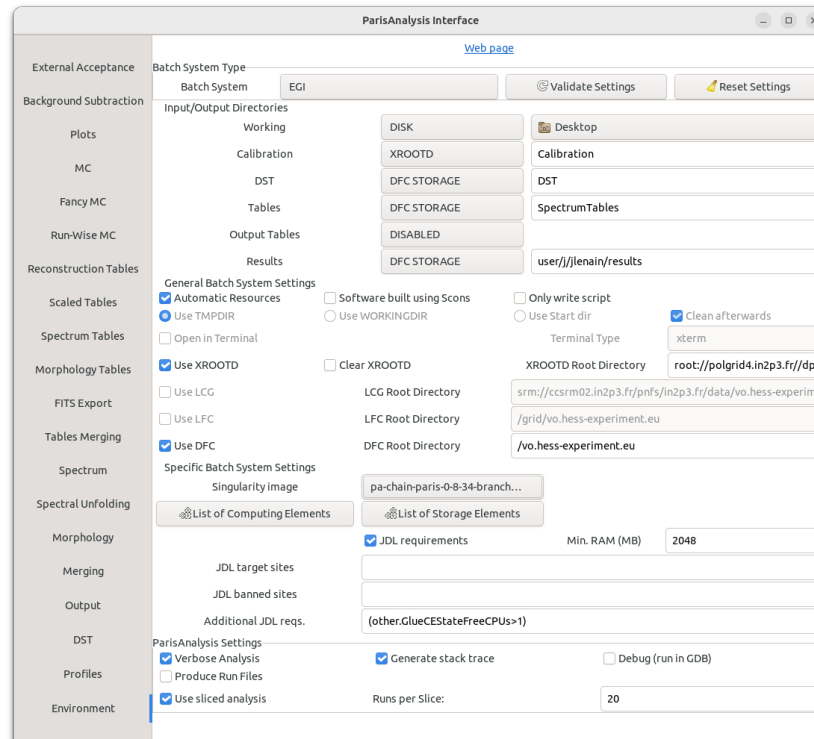 ParisAnalysis Interface
Web page
External Acceptance
Background Subtraction
Plots
MC
Fancy MC
Run-Wise MC
Reconstruction Tables
Scaled Tables
Spectrum Tables
Morphology Tables
FITS Export
Tables Merging
Spectrum
Spectral Unfolding
Morphology
Merging
Output
DST
Profiles
Environment
Batch System Type
Batch System EGI Validate Settings Reset Settings
Input/Output Directories
Working DISK Desktop
Calibration XROOTD Calibration
DST DFC STORAGE DST
Tables DFC STORAGE SpectrumTables
Output Tables DISABLED
Results DFC STORAGE user/j/jlenain/results
General Batch System Settings
Automatic Resources Software built using Scons Only write script
Use TMPDIR Use WORKINGDIR Use Start dir Clean afterwards
Open in Terminal Terminal Type xterm
Use XROOTD Clear XROOTD XROOTD Root Directory root://polgrid4.in2p3.fr//dp
Use LCG LCG Root Directory srm://ccsrm02.in2p3.fr/pnfs/in2p3.fr/data/vo.hess-experim
Use LFC LFC Root Directory /grid/vo.hess-experiment.eu
Use DFC DFC Root Directory /vo.hess-experiment.eu
Specific Batch System Settings
Singularity image pa-chain-paris-0-8-34-branch...
List of Computing Elements List of Storage Elements
JDL requirements Min. RAM (MB) 2048
JDL target sites
JDL banned sites
Additional JDL reqs. (other.GlueCEStateFreeCPUs>1)
ParisAnalysis Settings
Verbose Analysis Generate stack trace Debug (run in GDB)
Produce Run Files
Use sliced analysis Runs per Slice: 20